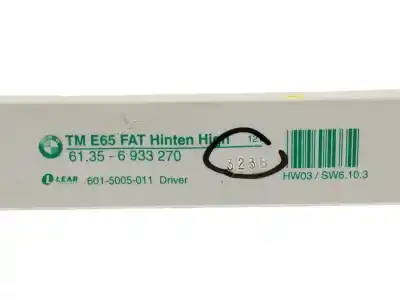 TM E65 FAT Hinten High 12
61.35 - 6 933 270
LEAR
601-5005-011 Driver
HW03 / SW6.10.3